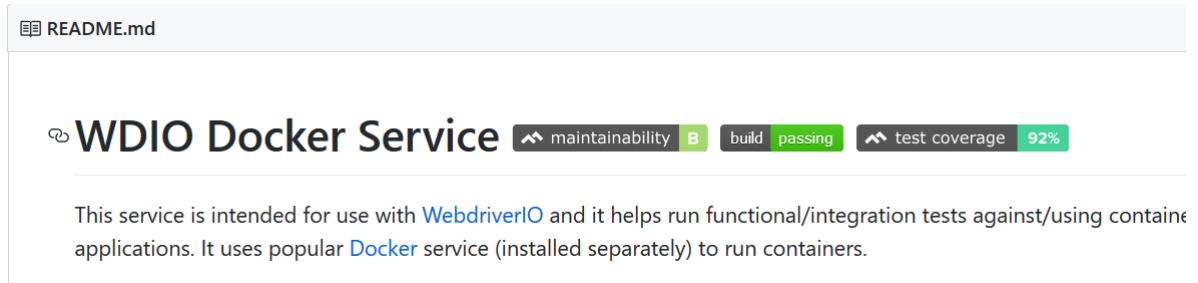 README.md
WDIO Docker Service maintainability B build passing test coverage 92%
This service is intended for use with WebdriverIO and it helps run functional/integration tests against/using
applications. It uses popular Docker service (installed separately) to run containers.